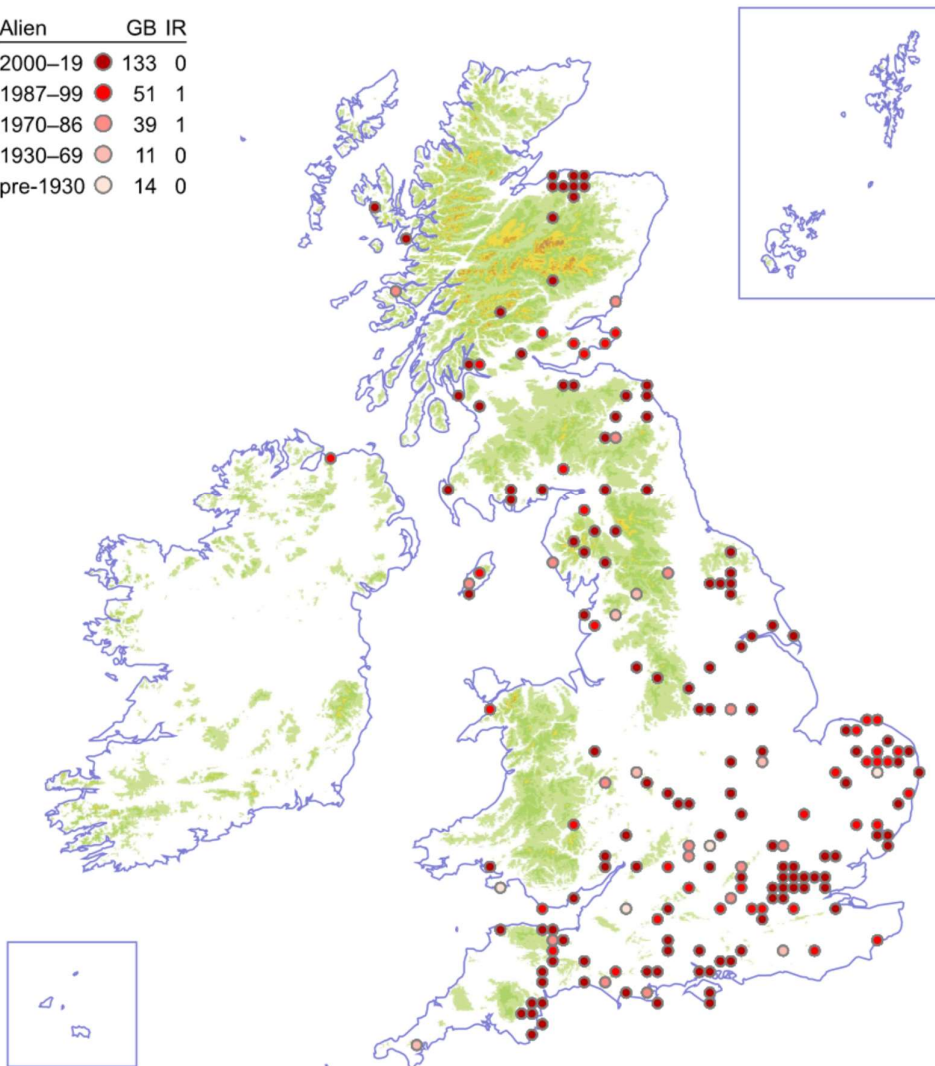 Alien GB IR
2000–19 133 0
1987–99 51 1
1970–86 39 1
1930–69 11 0
pre-1930 14 0